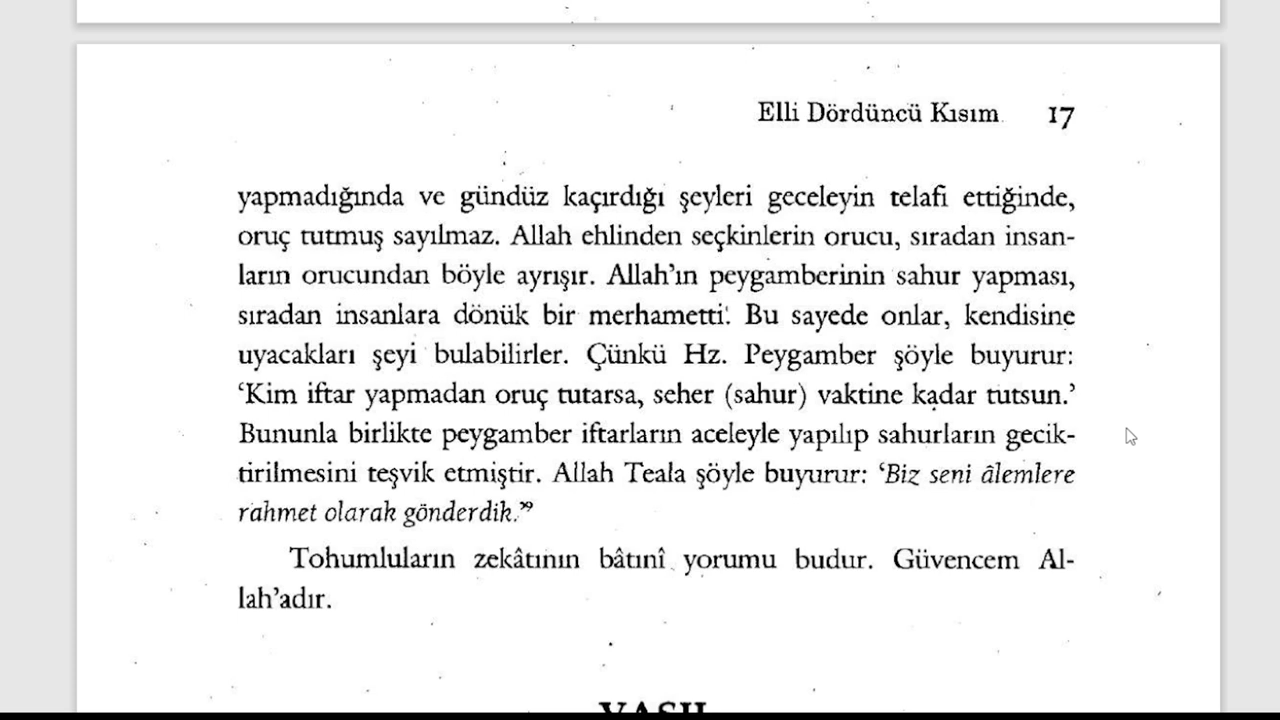 Elli Dördüncü Kısım 17
yapmadığında ve gündüz kaçırdığı şeyleri geceleyin telafi ettiğinde,
oruç tutmuş sayılmaz. Allah ehlinden seçkinlerin orucu, sıradan insan-
ların orucundan böyle ayrışır. Allah’ın peygamberinin sahur yapması,
sıradan insanlara dönük bir merhametti. Bu sayede onlar, kendisine
uyacakları şeyi bulabilirler. Çünkü Hz. Peygamber şöyle buyurur:
‘Kim iftar yapmadan oruç tutarsa, seher (sahur) vaktine kadar tutsun.’
Bununla birlikte peygamber iftarların aceleyle yapılıp sahurların gecik-
tirilmesini teşvik etmiştir. Allah Teala şöyle buyurur: ‘Biz seni âlemlere
rahmet olarak gönderdik.’⁹
Tohumluların zekâtının bâtınî yorumu budur. Güvencem Al-
lah’adır.
VASIL